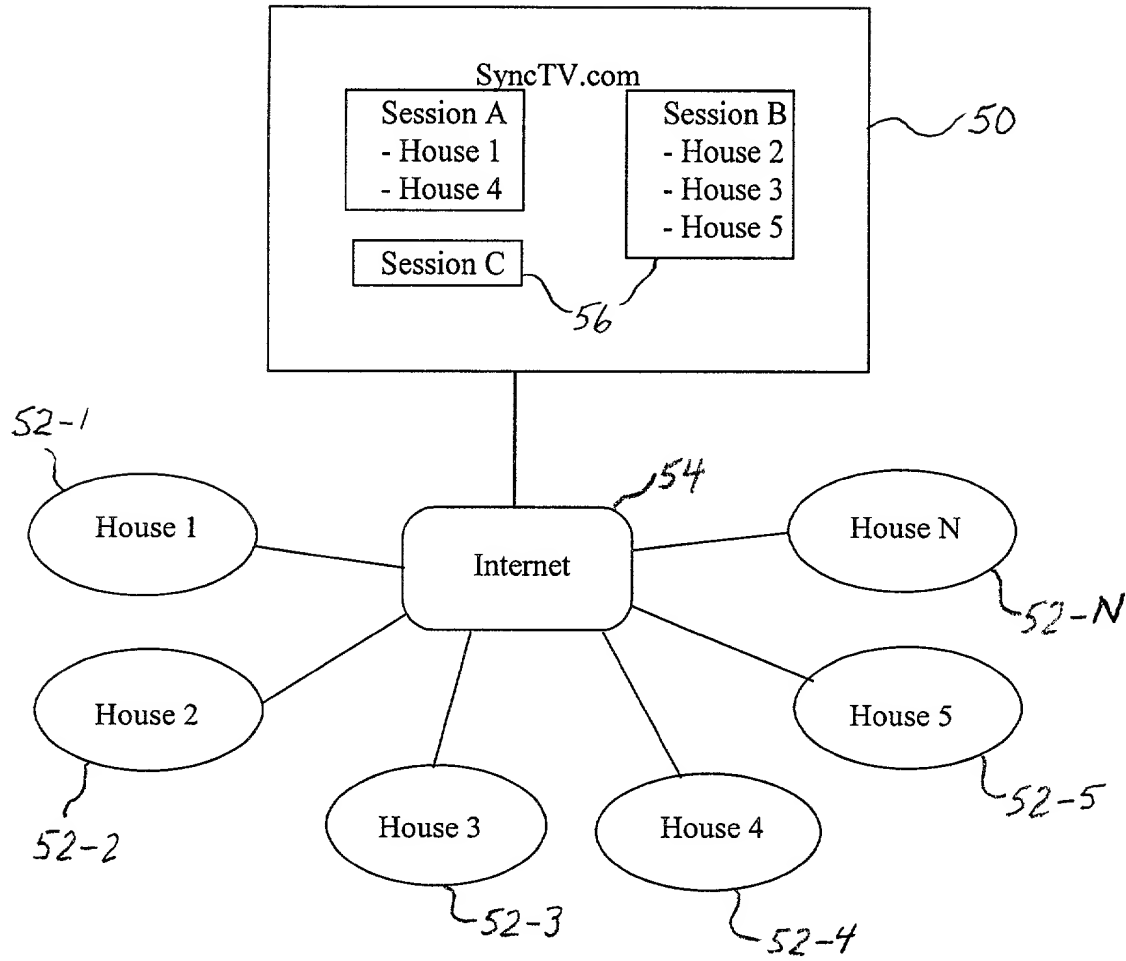 SyncTV.com
Session A
- House 1
- House 4
Session B
- House 2
- House 3
- House 5
Session C
50
56
52-1
54
House 1
Internet
House N
52-N
House 2
House 5
52-2
52-5
House 3
House 4
52-3
52-4